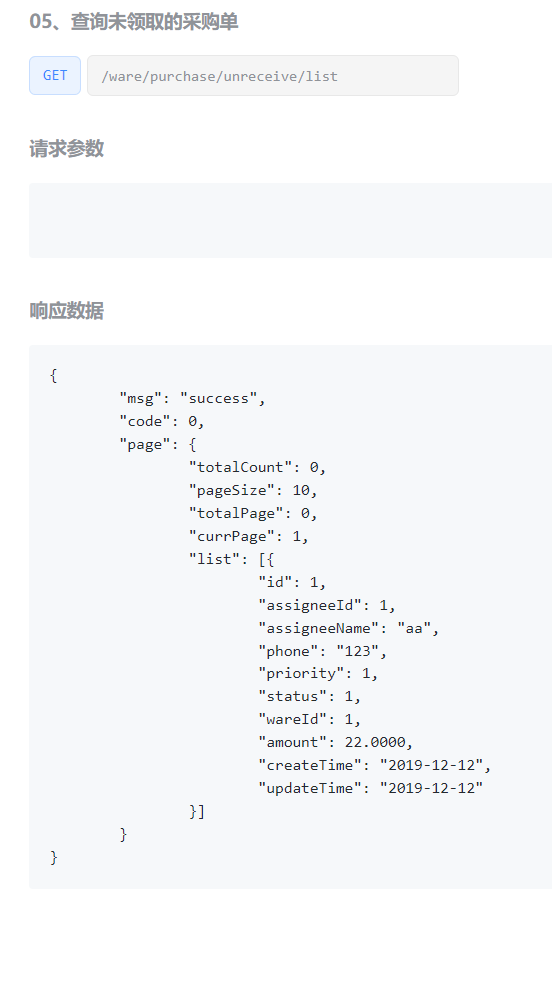 05、查询未领取的采购单
GET /ware/purchase/unreceive/list
请求参数
响应数据
{
"msg": "success",
"code": 0,
"page": {
"totalCount": 0,
"pageSize": 10,
"totalPage": 0,
"currPage": 1,
"list": [{
"id": 1,
"assigneeId": 1,
"assigneeName": "aa",
"phone": "123",
"priority": 1,
"status": 1,
"wareId": 1,
"amount": 22.0000,
"createTime": "2019-12-12",
"updateTime": "2019-12-12"
}]
}
}